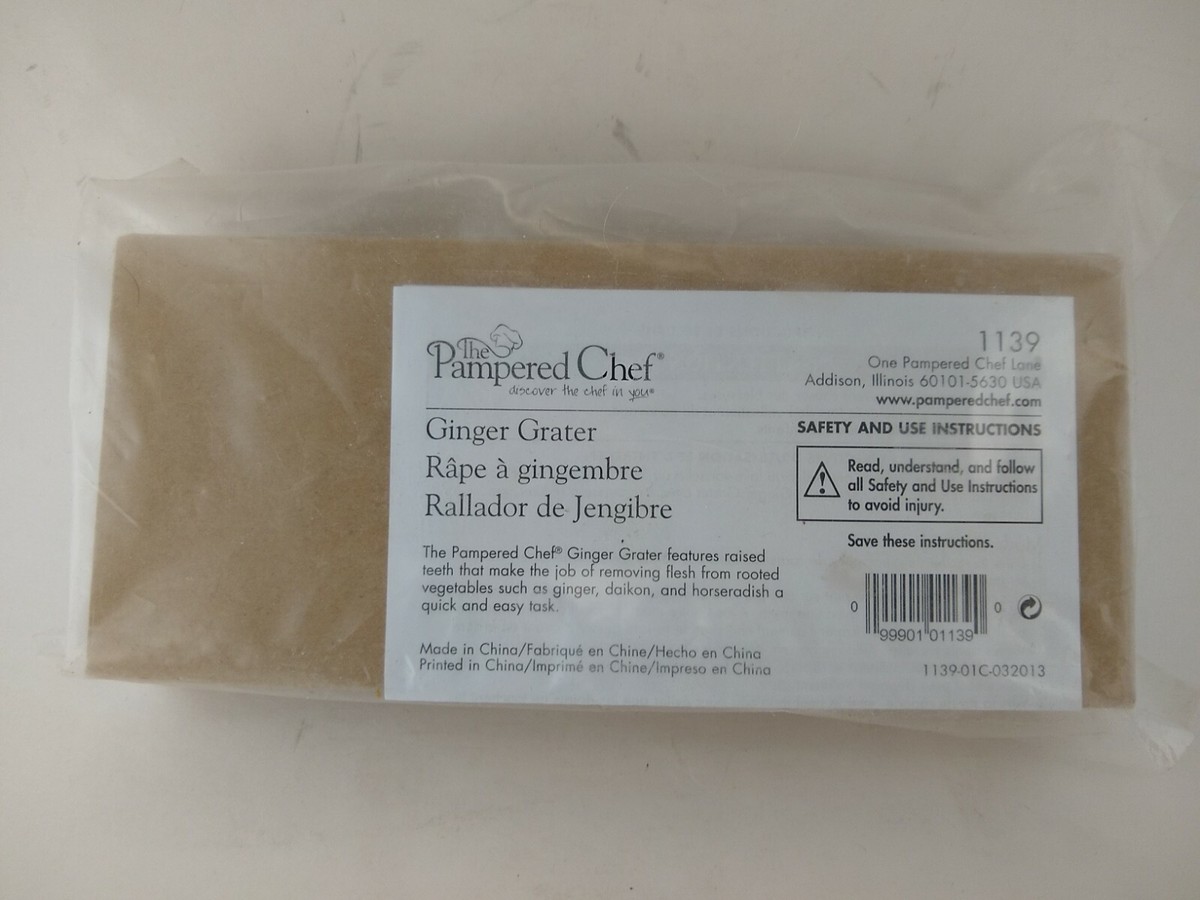 The
Pampered Chef®
discover the chef in you®
1139
One Pampered Chef Lane
Addison, Illinois 60101-5630 USA
www.pamperedchef.com
Ginger Grater
Râpe à gingembre
Rallador de Jengibre
The Pampered Chef® Ginger Grater features raised
teeth that make the job of removing flesh from rooted
vegetables such as ginger, daikon, and horseradish a
quick and easy task.
Made in China/Fabriqué en Chine/Hecho en China
Printed in China/Imprimé en Chine/Impreso en China
SAFETY AND USE INSTRUCTIONS
Read, understand, and follow
all Safety and Use Instructions
to avoid injury.
Save these instructions.
0 99901 01139 0
1139-01C-032013